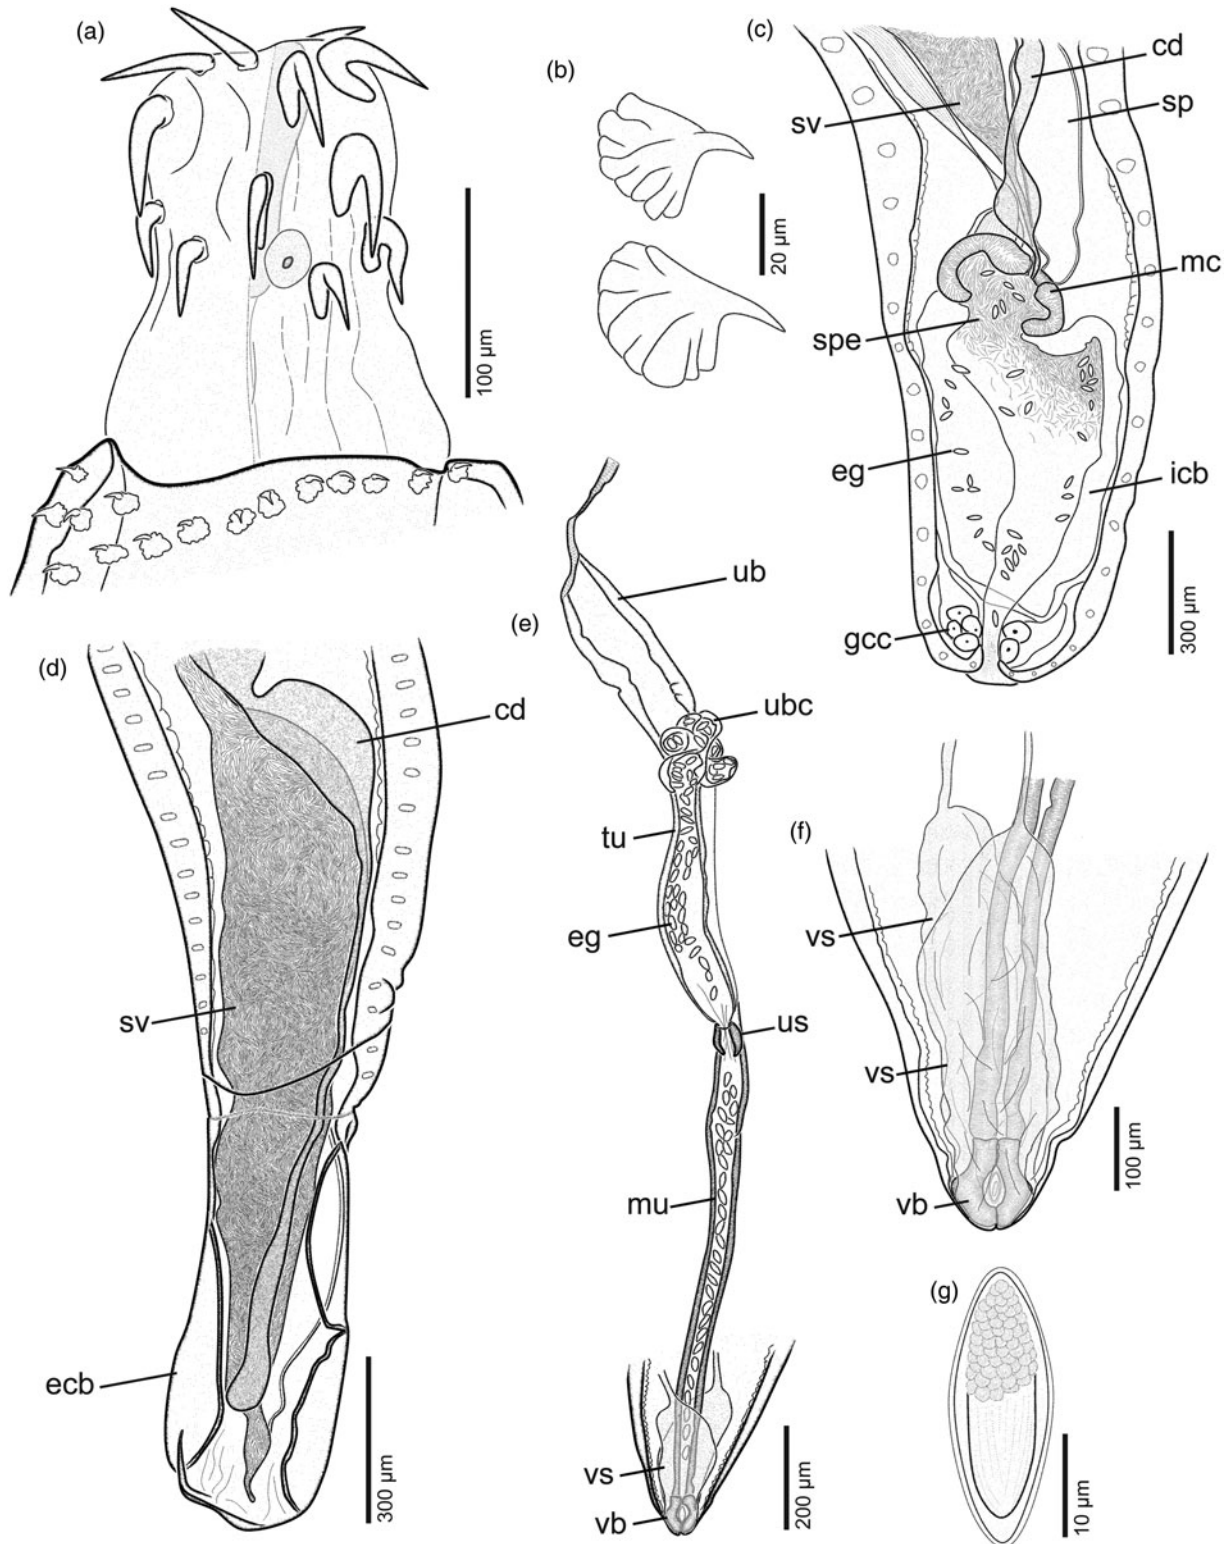 (a)
100 µm
(b)
20 µm
(c)
cd
sv
sp
mc
spe
eg
icb
gcc
300 µm
(d)
cd
sv
ecb
300 µm
(e)
ub
ubc
tu
eg
us
mu
vs
vb
200 µm
(f)
vs
vs
vb
100 µm
(g)
10 µm